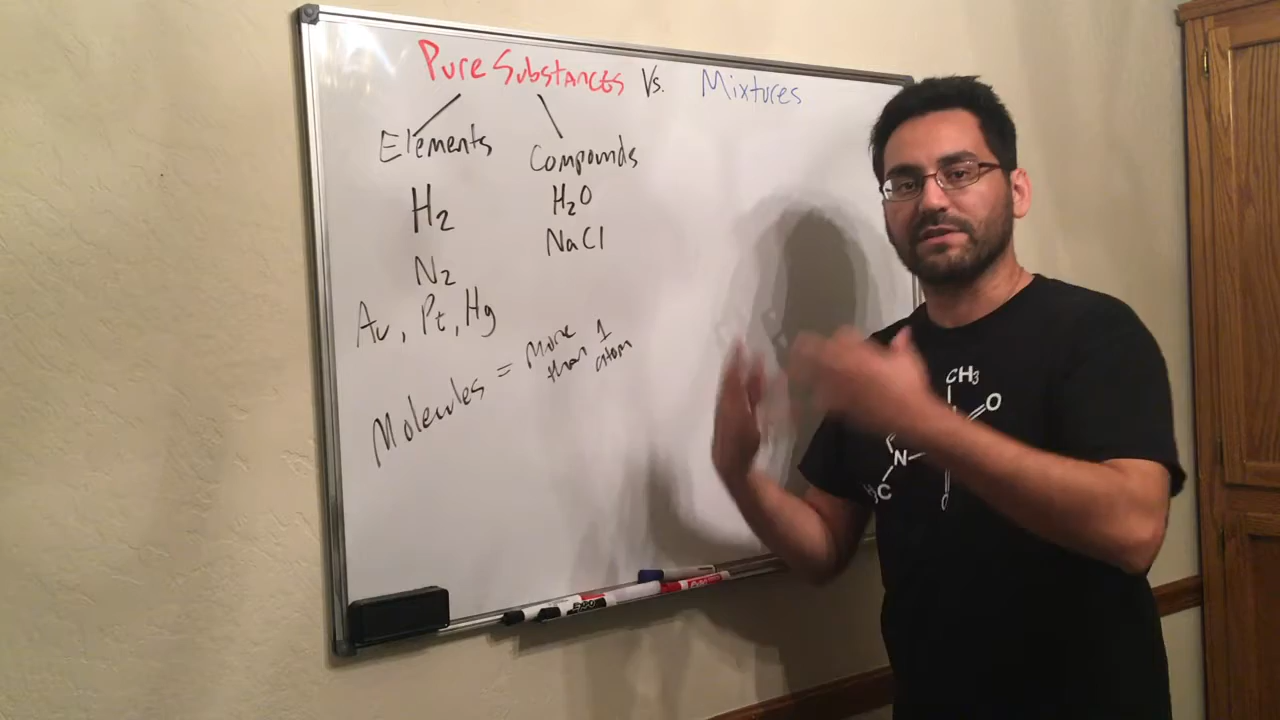 Pure Substances Vs. Mixtures
Elements
Compounds
H2
H2O
NaCl
N2
Au, Pt, Hg
Molecules = More than 1 atom
EXPO
CH3
O
N
H3C